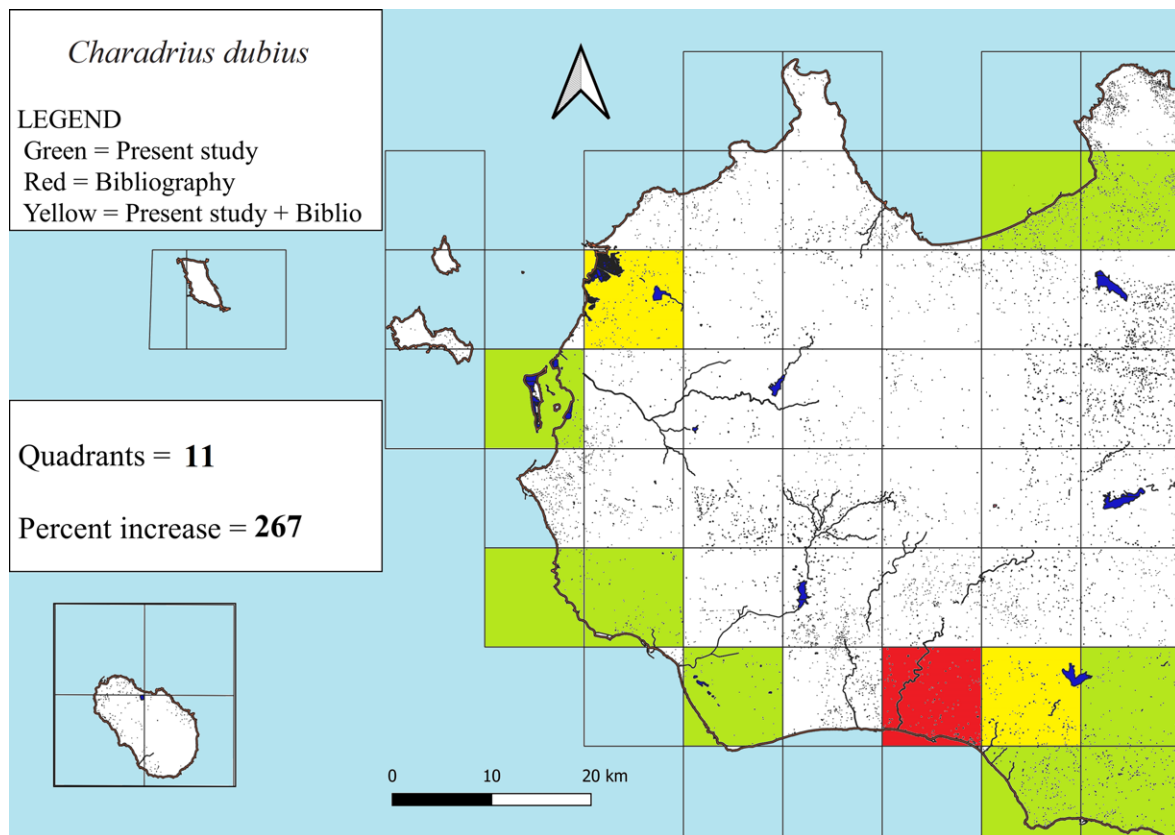 Charadrius dubius
LEGEND
Green = Present study
Red = Bibliography
Yellow = Present study + Biblio
Quadrants = 11
Percent increase = 267
0 10 20 km